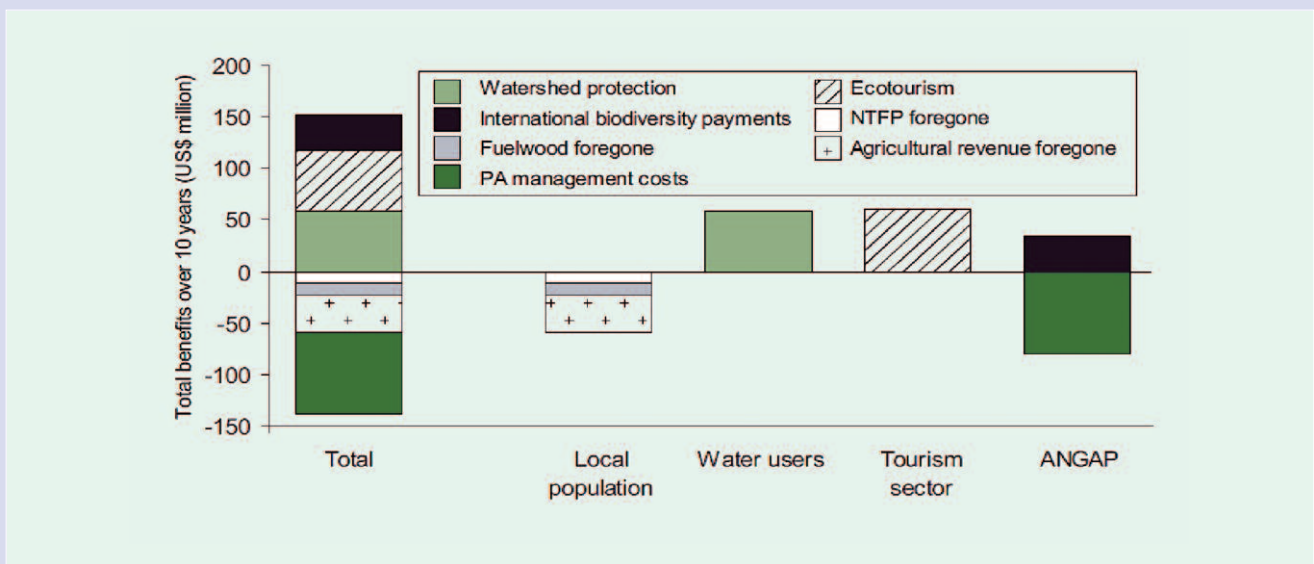 Total benefits over 10 years (US$ million)
200
150
100
50
0
-50
-100
-150
Watershed protection
International biodiversity payments
Fuelwood foregone
PA management costs
Ecotourism
NTFP foregone
Agricultural revenue foregone
Total
Local
population
Water users
Tourism
sector
ANGAP